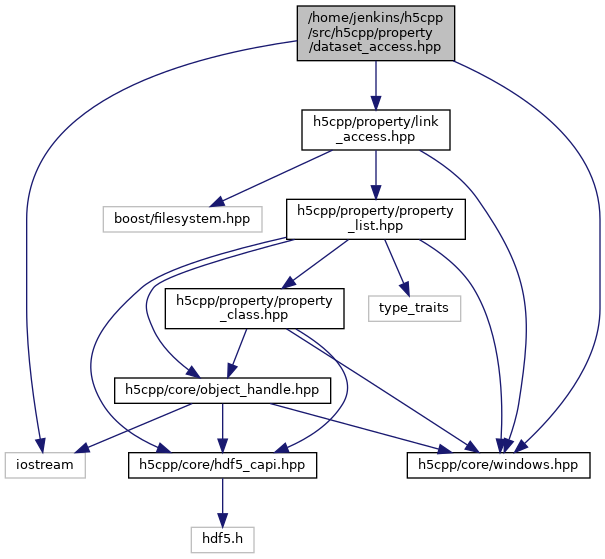 /home/jenkins/h5cpp
/src/h5cpp/property
/dataset_access.hpp
h5cpp/property/link
_access.hpp
boost/filesystem.hpp
h5cpp/property/property
_list.hpp
h5cpp/property/property
_class.hpp
type_traits
h5cpp/core/object_handle.hpp
iostream
h5cpp/core/hdf5_capi.hpp
h5cpp/core/windows.hpp
hdf5.h